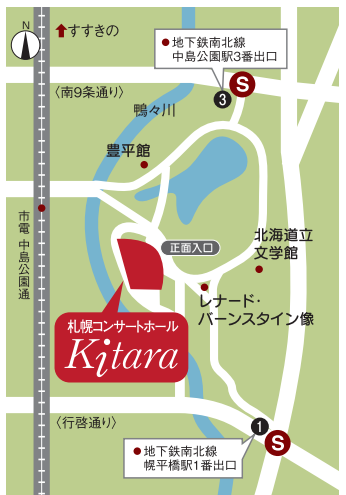 N
すすきの
● 地下鉄南北線
中島公園駅3番出口
S
3
〈南9条通り〉
鴨々川
豊平館
市電 中島公園通
正面入口
北海道立
文学館
レナード・
バーンスタイン像
札幌コンサートホール
Kitara
〈行啓通り〉
1
S
● 地下鉄南北線
幌平橋駅1番出口